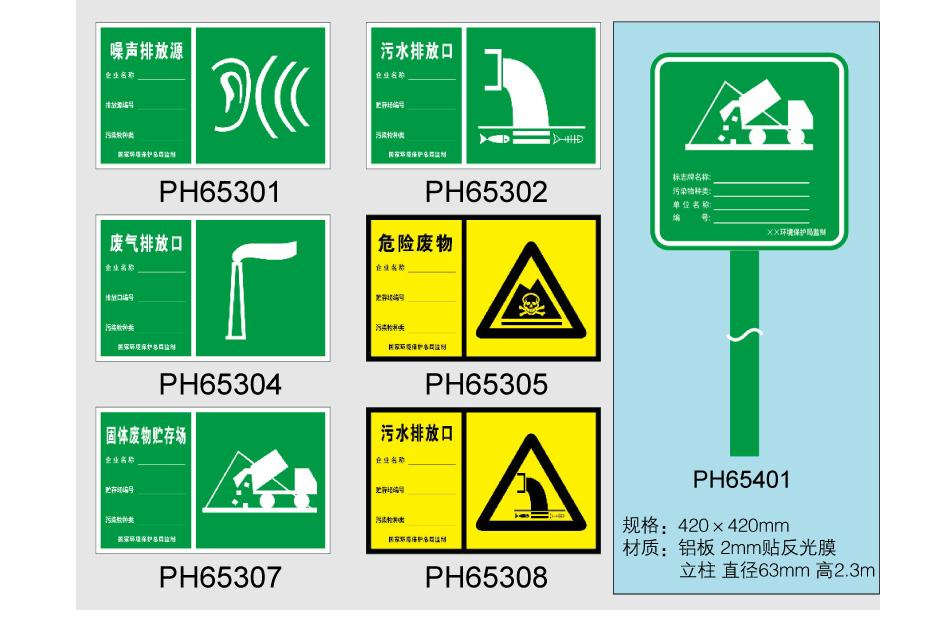 噪声排放源
企业名称
排放源编号
污染物种类
国家环境保护总局监制
PH65301
污水排放口
企业名称
贮存场编号
污染物种类
国家环境保护总局监制
PH65302
废气排放口
企业名称
排放口编号
污染物种类
国家环境保护总局监制
PH65304
危险废物
企业名称
贮存场编号
污染物种类
国家环境保护总局监制
PH65305
固体废物贮存场
企业名称
贮存场编号
污染物种类
国家环境保护总局监制
PH65307
污水排放口
企业名称
贮存场编号
污染物种类
国家环境保护总局监制
PH65308
标志牌名称:
污染物种类:
单位名称:
编 号:
××环境保护局监制
PH65401
规格：420×420mm
材质：铝板 2mm贴反光膜
立柱 直径63mm 高2.3m